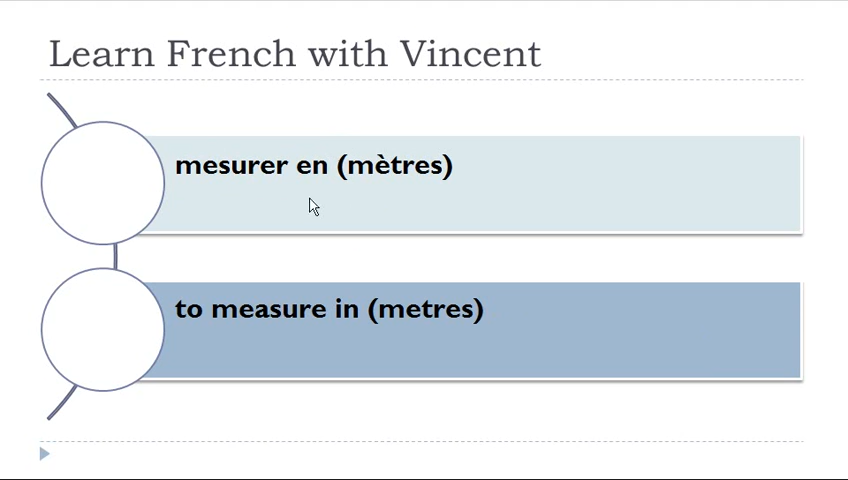 Learn French with Vincent
mesurer en (mètres)
to measure in (metres)